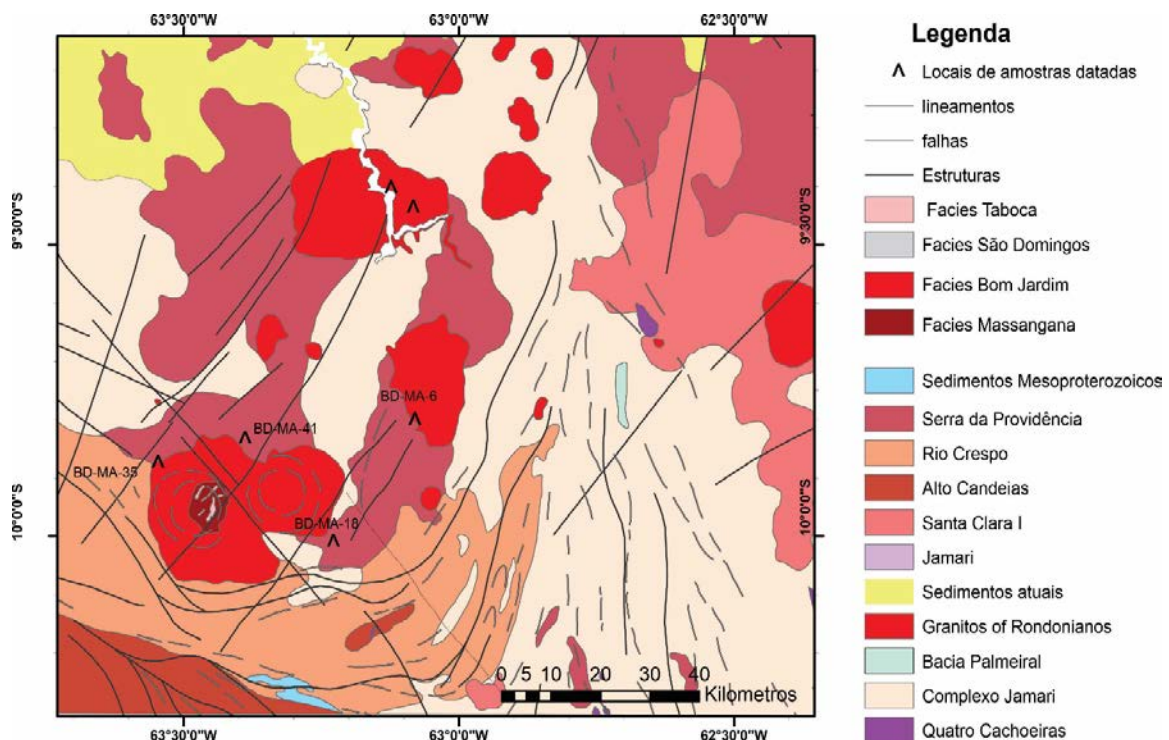 63°30'0"W 63°0'0"W 62°30'0"W
9°30'0"S 9°30'0"S
BD-MA-6
BD-MA-41
BD-MA-35
10°0'0"S 10°0'0"S
BD-MA-18
0 5 10 20 30 40
Kilometros
63°30'0"W 63°0'0"W 62°30'0"W
Legenda
Locais de amostras datadas
lineamentos
falhas
Estruturas
Facies Taboca
Facies São Domingos
Facies Bom Jardim
Facies Massangana
Sedimentos Mesoproterozoicos
Serra da Providência
Rio Crespo
Alto Candeias
Santa Clara I
Jamari
Sedimentos atuais
Granitos of Rondonianos
Bacia Palmeiral
Complexo Jamari
Quatro Cachoeiras